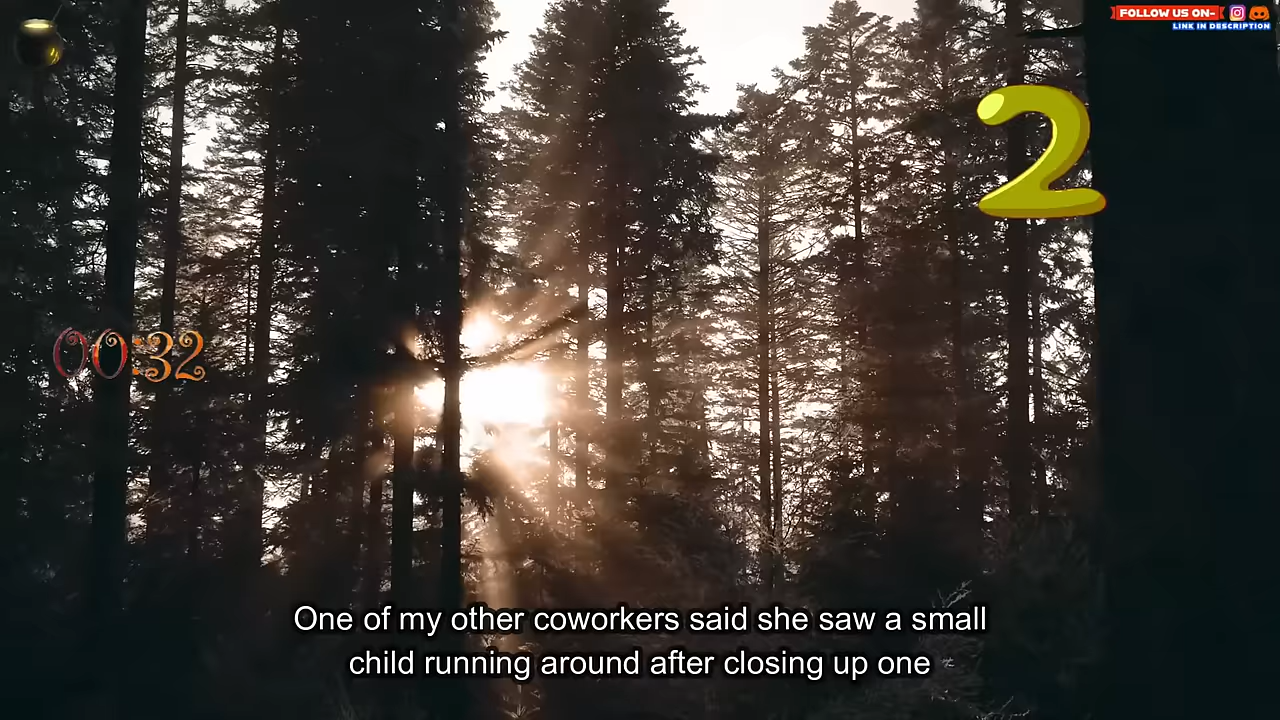 FOLLOW US ON-
LINK IN DESCRIPTION
2
00:32
One of my other coworkers said she saw a small
child running around after closing up one